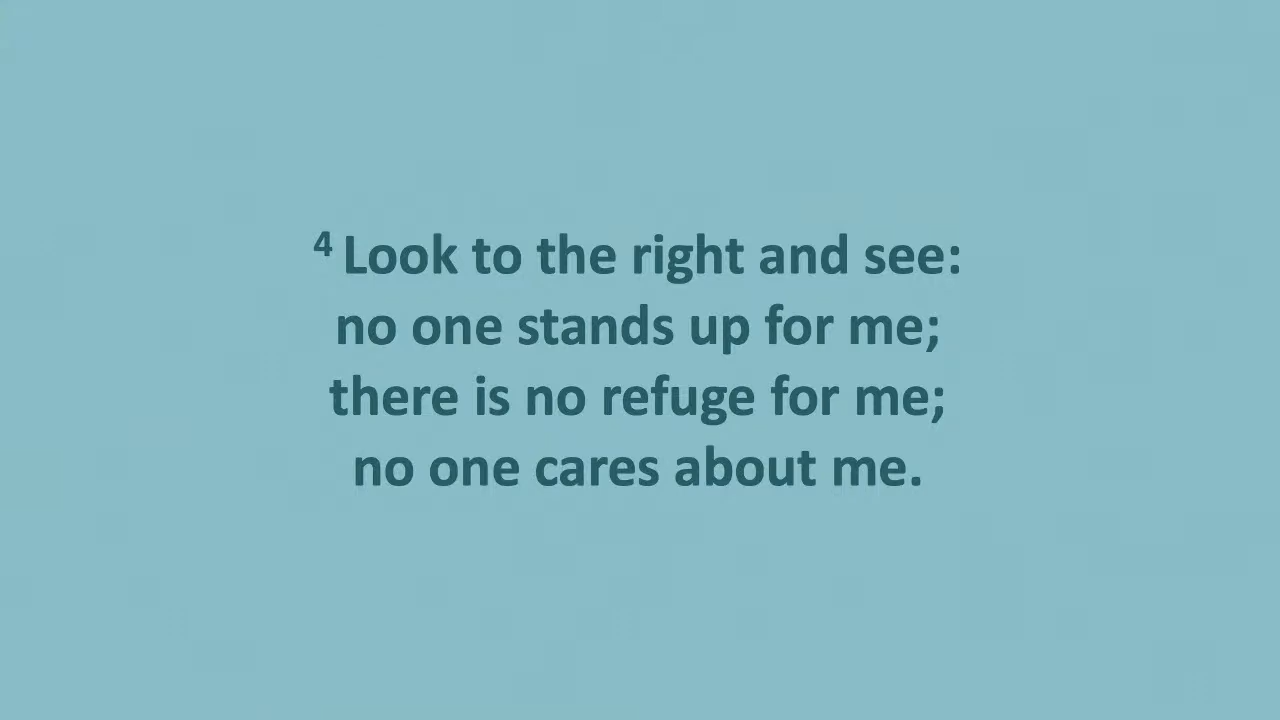 4 Look to the right and see:
no one stands up for me;
there is no refuge for me;
no one cares about me.